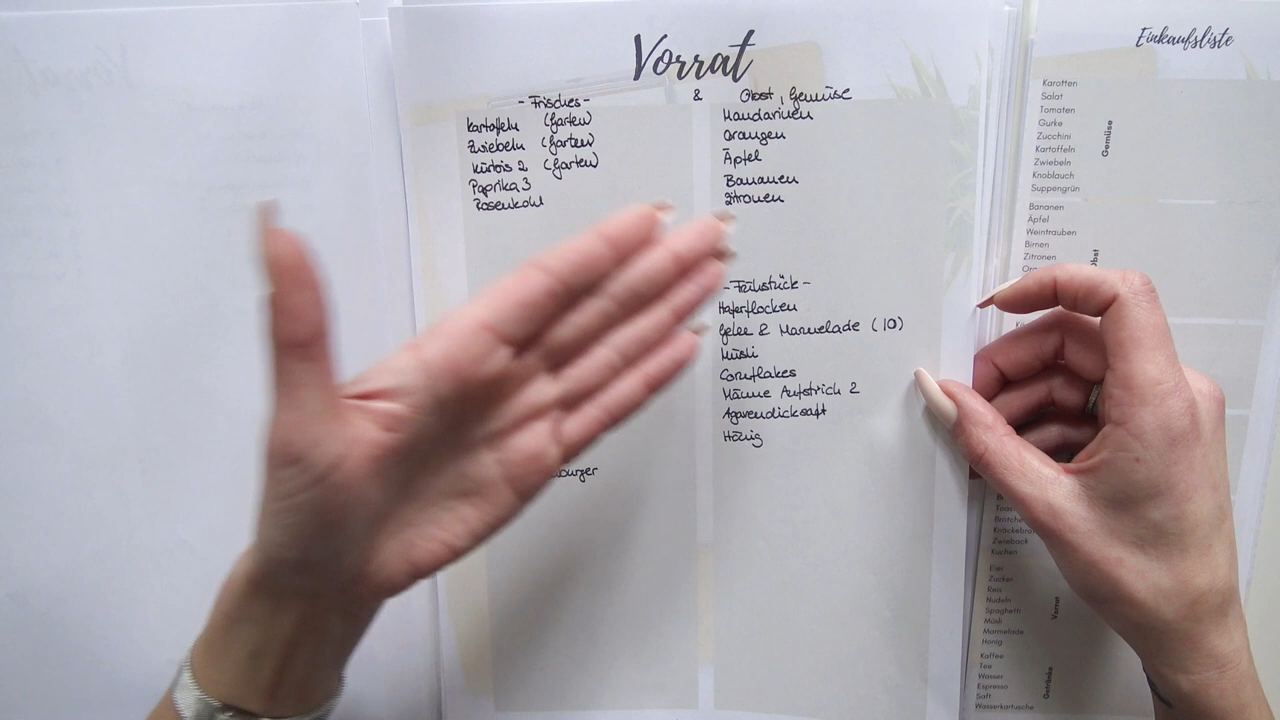 Vorrat
- Frisches -
Kartoffeln (Garten)
Zwiebeln (Garten)
Kürbis 2 (Garten)
Paprika 3
Rosenkohl
& Obst, Gemüse
Mandarinen
Orangen
Äpfel
Bananen
Zitronen
- Frühstück -
Haferflocken
Gelee & Marmelade (10)
Müsli
Cornflakes
Männe Aufstrich 2
Agavendicksaft
Honig
Einkaufsliste
Karotten
Salat
Tomaten
Gurke
Zucchini
Kartoffeln
Zwiebeln
Knoblauch
Suppengrün
Gemüse
Bananen
Äpfel
Weintrauben
Birnen
Zitronen
Knäckebrot
Zwieback
Kuchen
Eier
Zucker
Reis
Nudeln
Spaghetti
Müsli
Marmelade
Honig
Vorrat
Kaffee
Tee
Wasser
Espresso
Saft
Wasserkartusche
Getränke